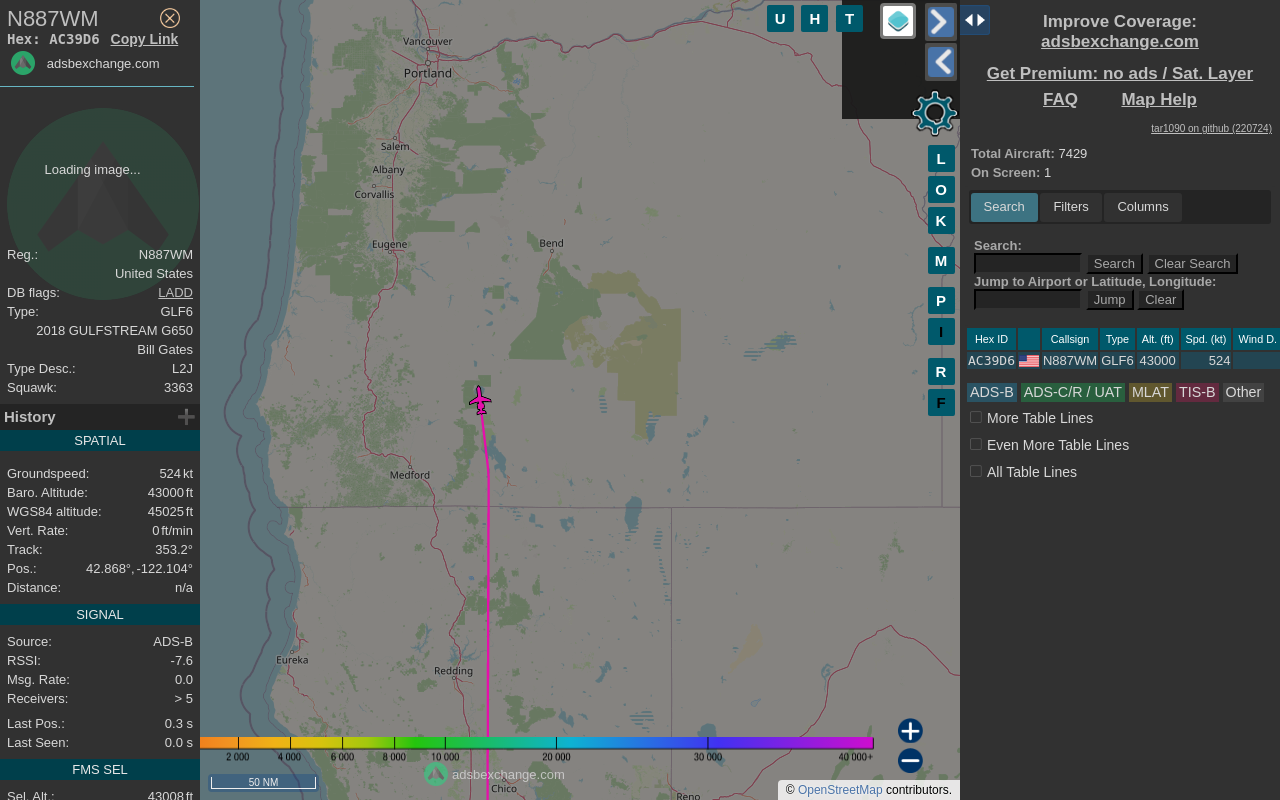 N887WM
Hex: AC39D6 Copy Link
adsbexchange.com
Loading image...
Reg.: N887WM
United States
DB flags: LADD
Type: GLF6
2018 GULFSTREAM G650
Bill Gates
Type Desc.: L2J
Squawk: 3363
History
SPATIAL
Groundspeed: 524 kt
Baro. Altitude: 43000 ft
WGS84 altitude: 45025 ft
Vert. Rate: 0 ft/min
Track: 353.2°
Pos.: 42.868°, -122.104°
Distance: n/a
SIGNAL
Source: ADS-B
RSSI: -7.6
Msg. Rate: 0.0
Receivers: > 5
Last Pos.: 0.3 s
Last Seen: 0.0 s
FMS SEL
Sel. Alt.: 43008 ft
Vancouver
Portland
Salem
Albany
Corvallis
Eugene
Bend
Medford
Eureka
Redding
Chico
Reno
2 000 4 000 6 000 8 000 10 000 20 000 30 000 40 000+
adsbexchange.com
50 NM
© OpenStreetMap contributors.
U H T
L
O
K
M
P
I
R
F
Improve Coverage:
adsbexchange.com
Get Premium: no ads / Sat. Layer
FAQ Map Help
tar1090 on github (220724)
Total Aircraft: 7429
On Screen: 1
Search Filters Columns
Search:
Search Clear Search
Jump to Airport or Latitude, Longitude:
Jump Clear
Hex ID Callsign Type Alt. (ft) Spd. (kt) Wind D.
AC39D6 N887WM GLF6 43000 524
ADS-B ADS-C/R / UAT MLAT TIS-B Other
More Table Lines
Even More Table Lines
All Table Lines